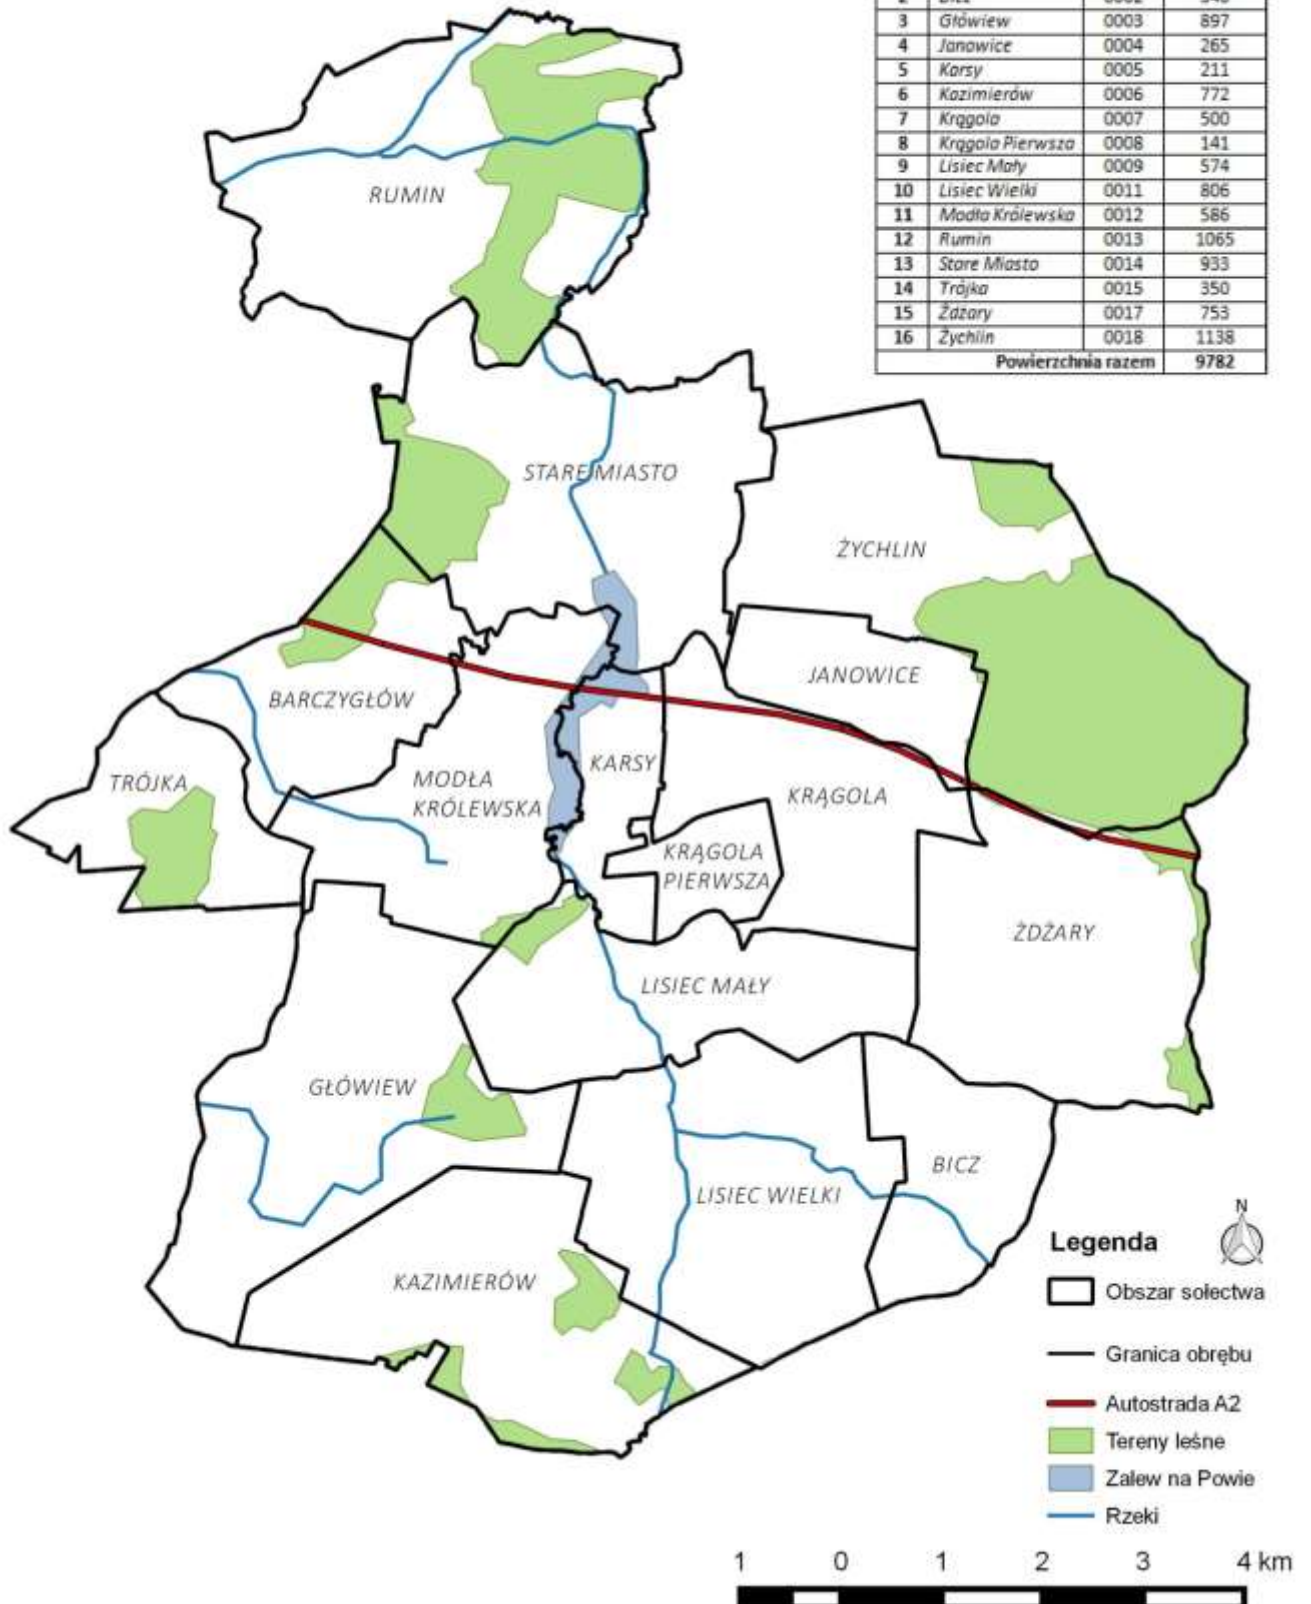 3 Główiew 0003 897
4 Janowice 0004 265
5 Karsy 0005 211
6 Kazimierów 0006 772
7 Krągola 0007 500
8 Krągola Pierwsza 0008 141
9 Lisiec Mały 0009 574
10 Lisiec Wielki 0011 806
11 Modła Królewska 0012 586
12 Rumin 0013 1065
13 Stare Miasto 0014 933
14 Trójka 0015 350
15 Żdżary 0017 753
16 Żychlin 0018 1138
Powierzchnia razem 9782
RUMIN
STARE MIASTO
ŻYCHLIN
JANOWICE
BARCZYGŁÓW
TRÓJKA
MODŁA
KRÓLEWSKA
KARSY
KRĄGOLA
KRĄGOLA
PIERWSZA
ŻDŻARY
LISIEC MAŁY
GŁÓWIEW
BICZ
LISIEC WIELKI
KAZIMIERÓW
N
Legenda
Obszar sołectwa
Granica obrębu
Autostrada A2
Tereny leśne
Zalew na Powie
Rzeki
1 0 1 2 3 4 km